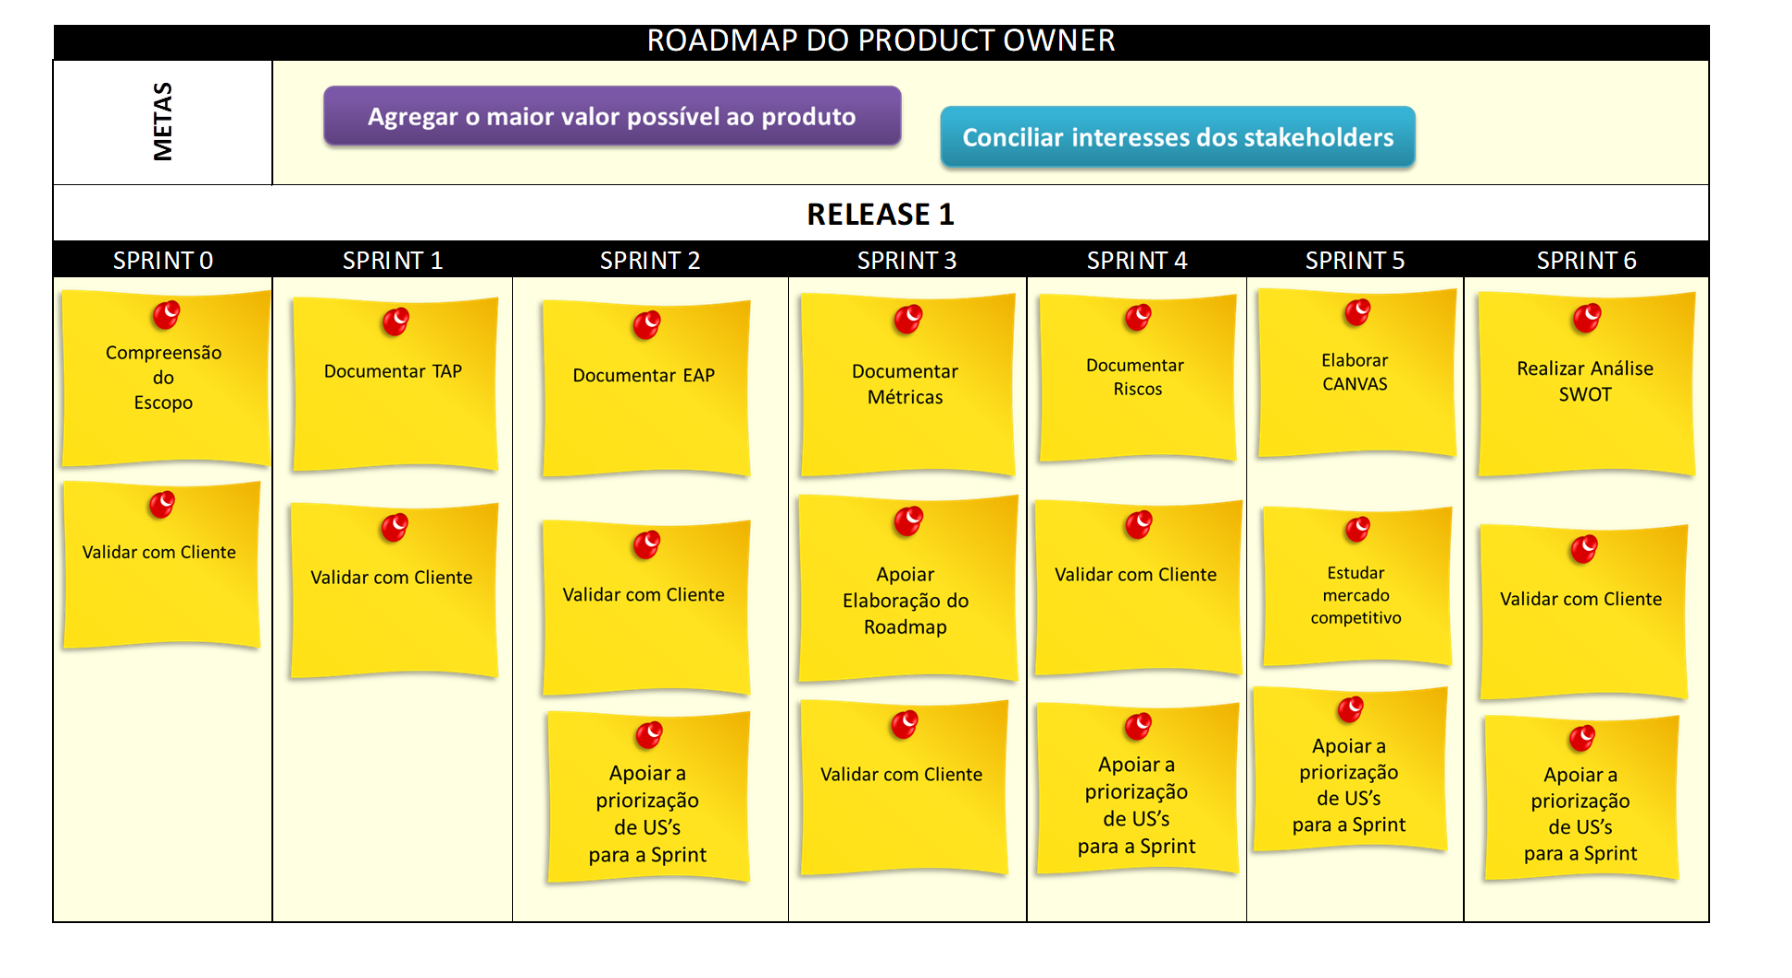 ROADMAP DO PRODUCT OWNER
METAS
Agregar o maior valor possível ao produto
Conciliar interesses dos stakeholders
RELEASE 1
SPRINT 0
SPRINT 1
SPRINT 2
SPRINT 3
SPRINT 4
SPRINT 5
SPRINT 6
Compreensão
do
Escopo
Validar com Cliente
Documentar TAP
Validar com Cliente
Documentar EAP
Validar com Cliente
Apoiar a
priorização
de US's
para a Sprint
Documentar
Métricas
Apoiar
Elaboração do
Roadmap
Validar com Cliente
Documentar
Riscos
Validar com Cliente
Apoiar a
priorização
de US's
para a Sprint
Elaborar
CANVAS
Estudar
mercado
competitivo
Apoiar a
priorização
de US's
para a Sprint
Realizar Análise
SWOT
Validar com Cliente
Apoiar a
priorização
de US's
para a Sprint